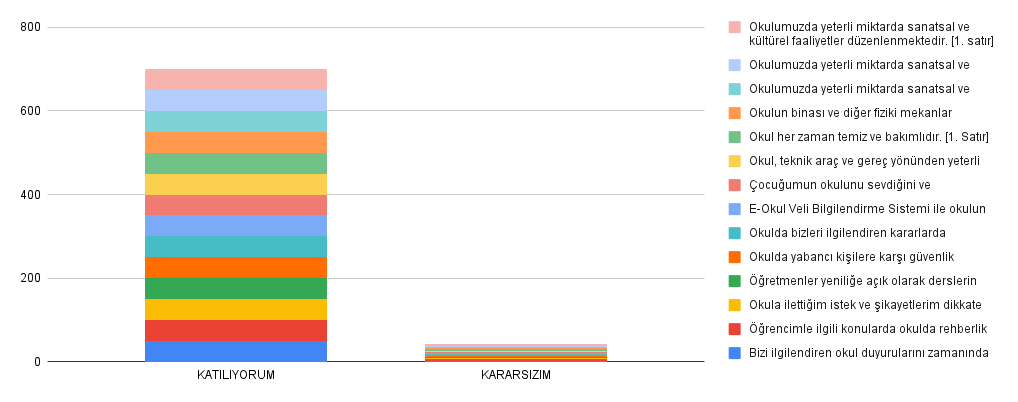 800
600
400
200
0
KATILIYORUM
KARARSIZIM
Okulumuzda yeterli miktarda sanatsal ve
kültürel faaliyetler düzenlenmektedir. [1. satır]
Okulumuzda yeterli miktarda sanatsal ve
Okulumuzda yeterli miktarda sanatsal ve
Okulun binası ve diğer fiziki mekanlar
Okul her zaman temiz ve bakımlıdır. [1. Satır]
Okul, teknik araç ve gereç yönünden yeterli
Çocuğumun okulunu sevdiğini ve
E-Okul Veli Bilgilendirme Sistemi ile okulun
Okulda bizleri ilgilendiren kararlarda
Okulda yabancı kişilere karşı güvenlik
Öğretmenler yeniliğe açık olarak derslerin
Okula ilettiğim istek ve şikayetlerim dikkate
Öğrencimle ilgili konularda okulda rehberlik
Bizi ilgilendiren okul duyurularını zamanında